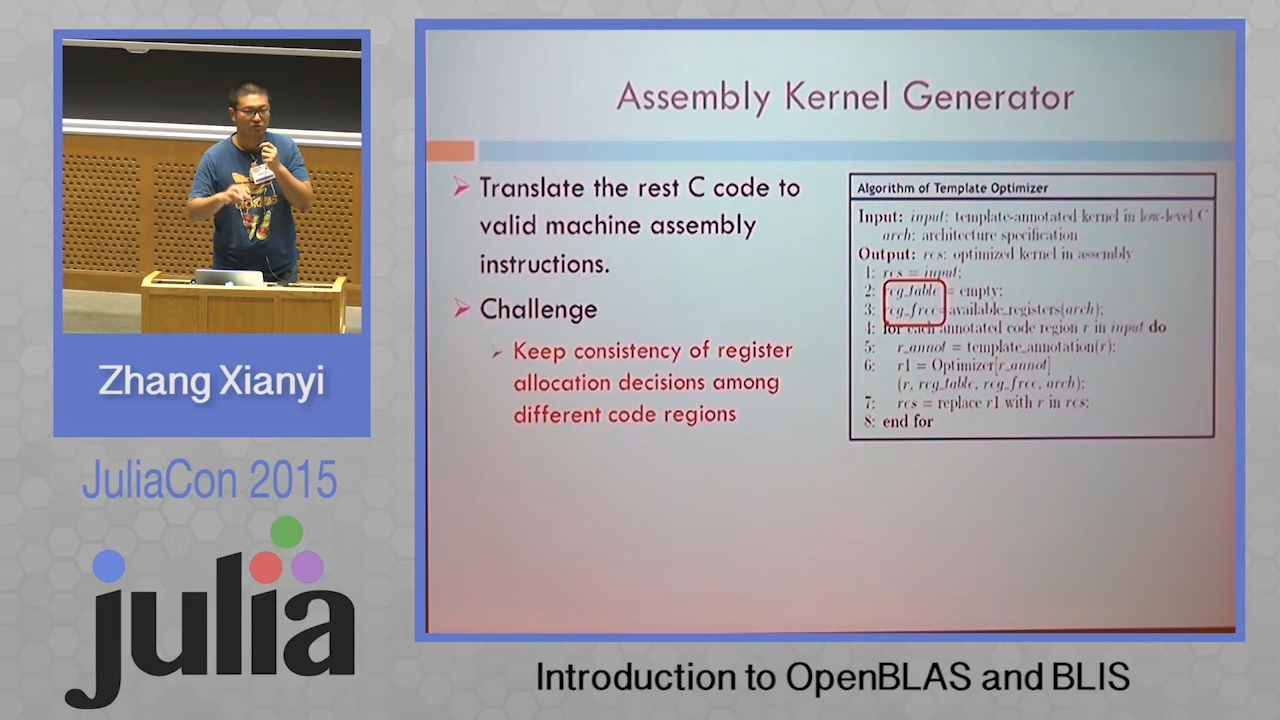 Assembly Kernel Generator
Translate the rest C code to
valid machine assembly
instructions.
Challenge
Keep consistency of register
allocation decisions among
different code regions
Algorithm of Template Optimizer
Input: input: template-annotated kernel in low-level C
arch: architecture specification
Output: res: optimized kernel in assembly
1: res = input;
2: reg_table = empty;
3: reg_free=available_registers(arch);
4: for each annotated code region r in input do
5: r_annot = template_annotation(r);
6: r1 = Optimizer[r_annot]
(r, reg_table, reg_free, arch);
7: res = replace r1 with r in res;
8: end for
Zhang Xianyi
JuliaCon 2015
julia
Introduction to OpenBLAS and BLIS